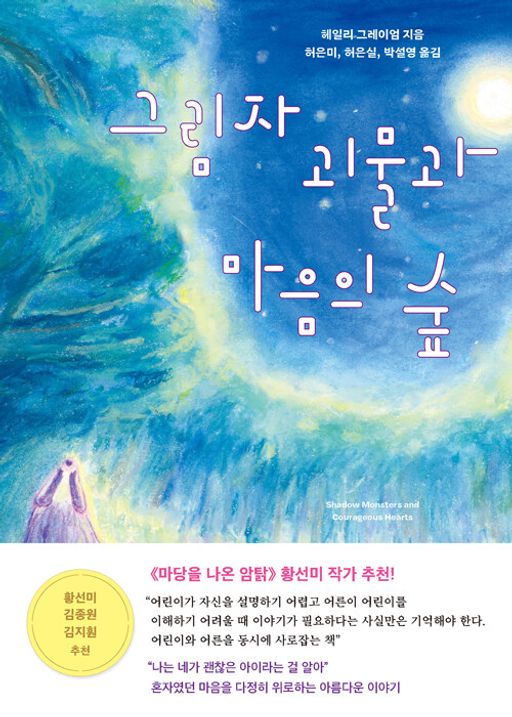 헤일리 그레이엄 지음
허은미, 허은실, 박설영 옮김
그림자
괴물과
마음의 숲
Shadow Monsters and
Courageous Hearts
황선미
김종원
김지훤
추천
《마당을 나온 암탉》 황선미 작가 추천!
“어린이가 자신을 설명하기 어렵고 어른이 어린이를
이해하기 어려울 때 이야기가 필요하다는 사실만은 기억해야 한다.
어린이와 어른을 동시에 사로잡는 책”
“나는 네가 괜찮은 아이라는 걸 알아”
혼자였던 마음을 다정히 위로하는 아름다운 이야기